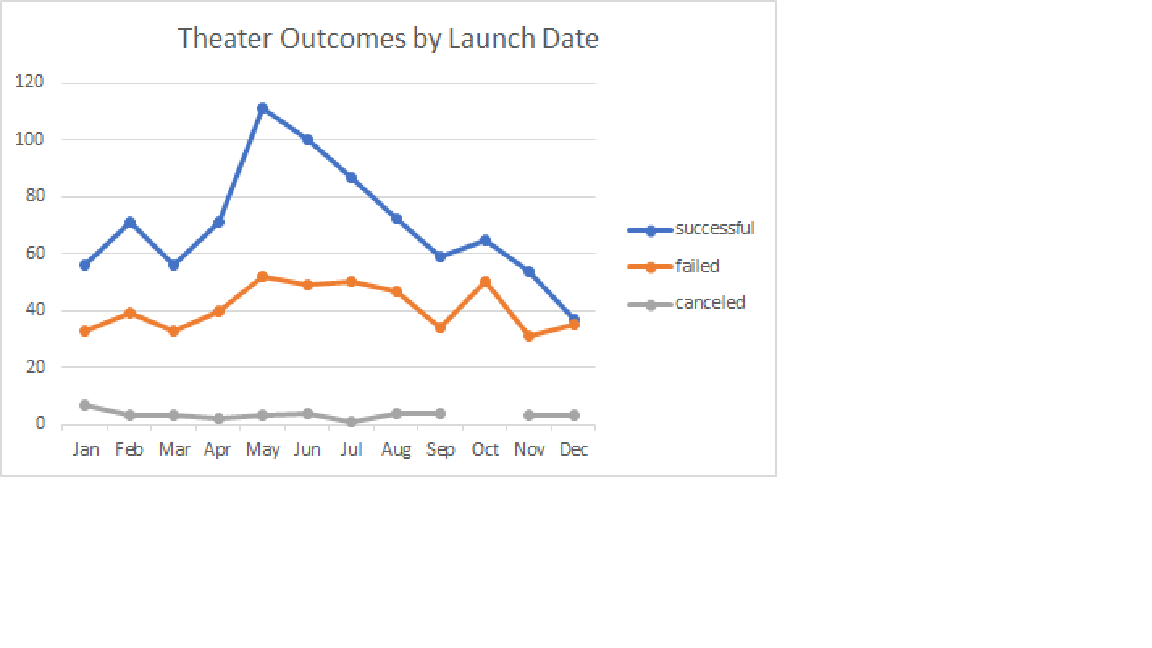 Theater Outcomes by Launch Date
120
100
80
60
40
20
0
Jan Feb Mar Apr May Jun Jul Aug Sep Oct Nov Dec
successful
failed
canceled